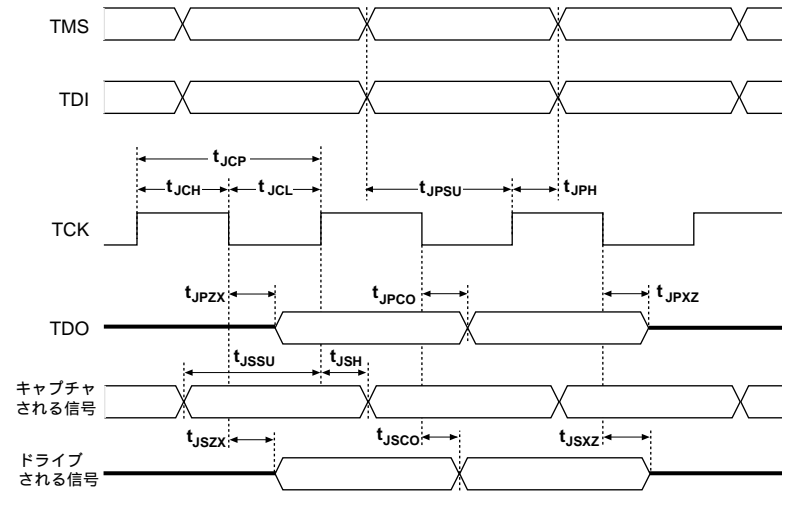 TMS
TDI
tJCP
tJCH
tJCL
tJPSU
tJPH
TCK
tJPZX
tJPCO
tJPXZ
TDO
tJSSU
tJSH
キャプチャ
される信号
tJSZX
tJSCO
tJSXZ
ドライブ
される信号